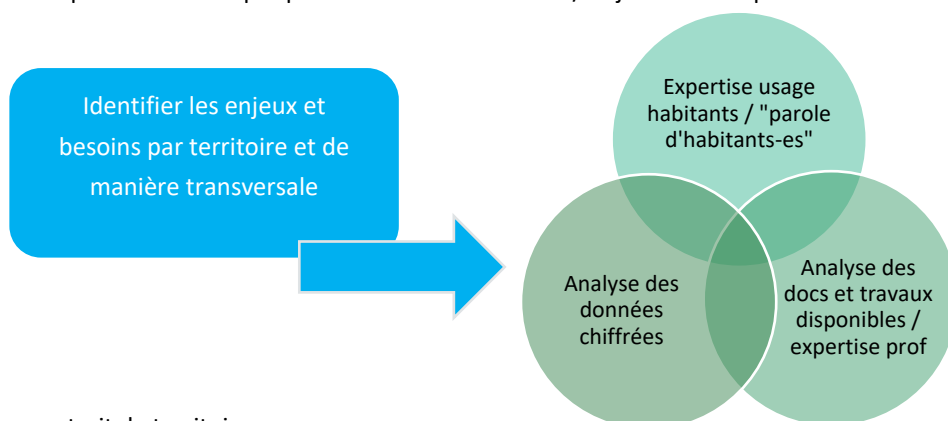 Identifier les enjeux et
besoins par territoire et de
manière transversale
Expertise usage
habitants / "parole
d'habitants-es"
Analyse des
données
chiffrées
Analyse des
docs et travaux
disponibles /
expertise prof